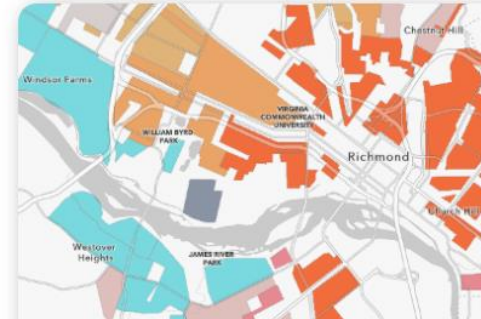 Chestnut Hill
Windsor Farms
VIRGINIA
COMMONWEALTH
UNIVERSITY
WILLIAM BYRD
PARK
Richmond
Church Hill
Westover
Heights
JAMES RIVER
PARK